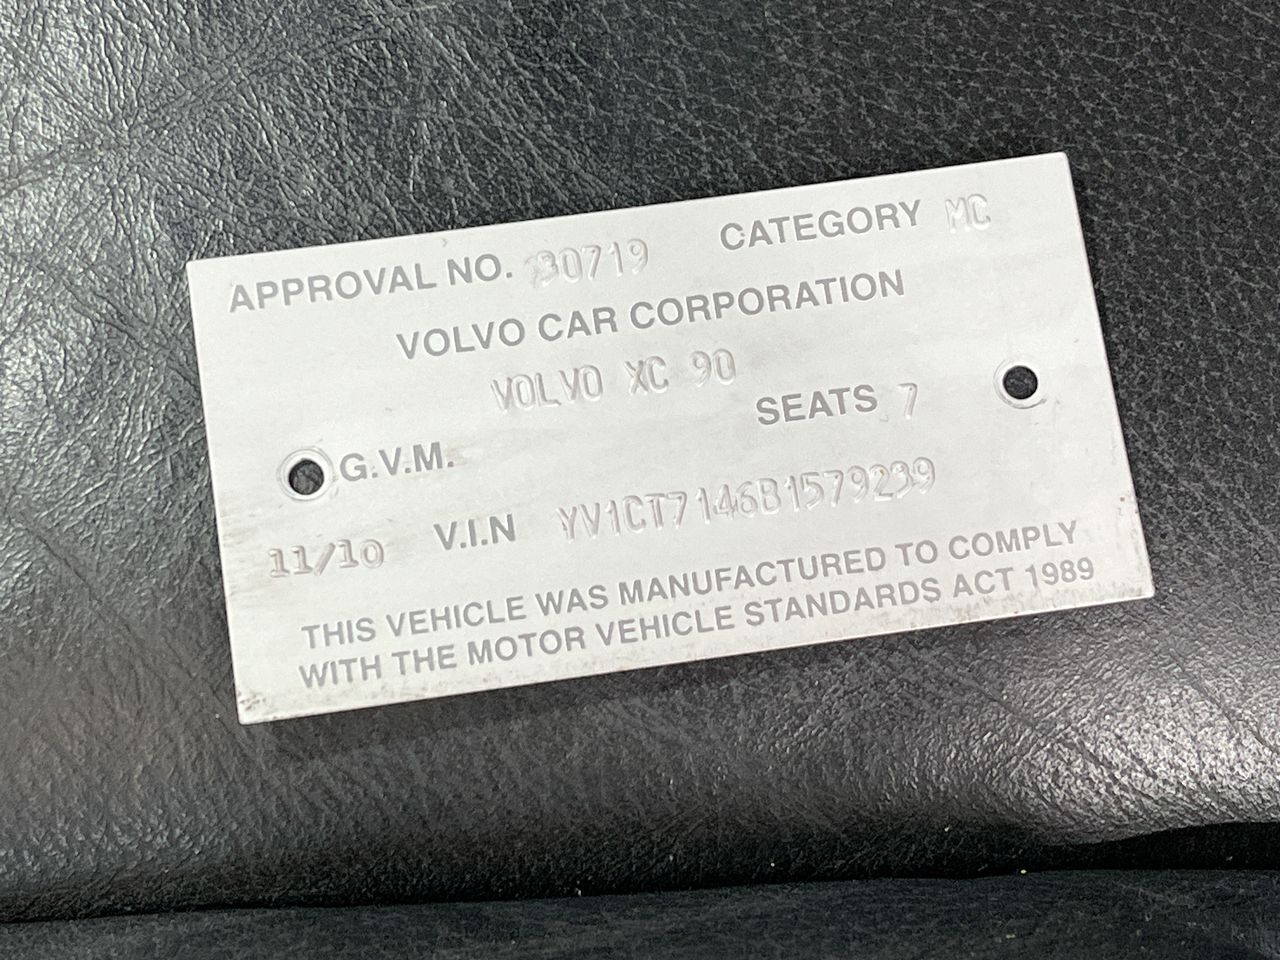 APPROVAL NO. 30719 CATEGORY MC
VOLVO CAR CORPORATION
VOLVO XC 90
SEATS 7
G.V.M.
11/10 V.I.N YV1CT7146B1579239
THIS VEHICLE WAS MANUFACTURED TO COMPLY
WITH THE MOTOR VEHICLE STANDARDS ACT 1989